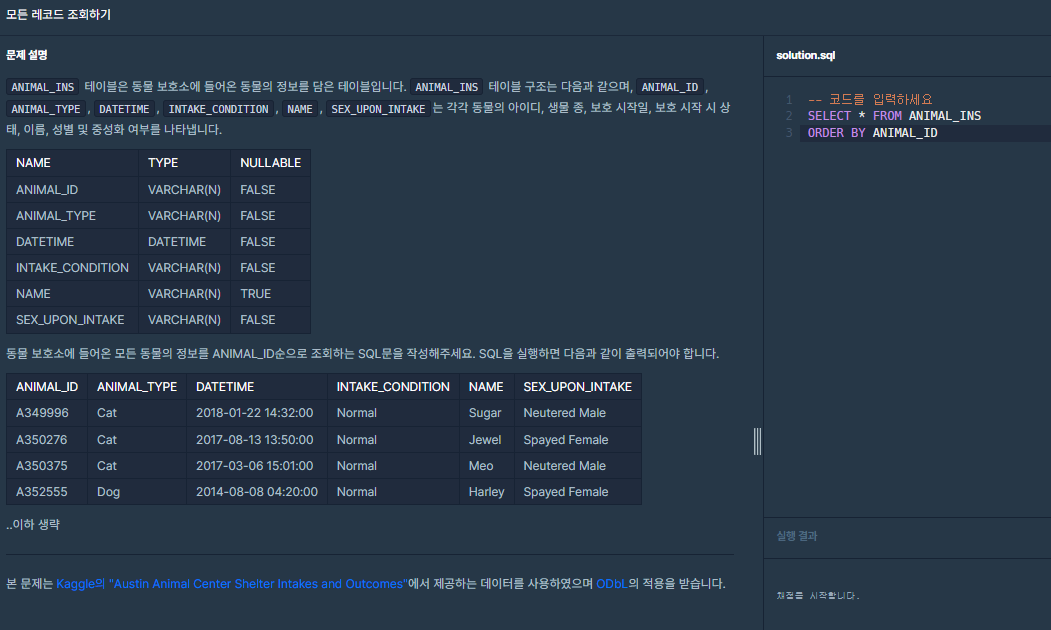 모든 레코드 조회하기
문제 설명
ANIMAL_INS 테이블은 동물 보호소에 들어온 동물의 정보를 담은 테이블입니다. ANIMAL_INS 테이블 구조는 다음과 같으며, ANIMAL_ID ,
ANIMAL_TYPE , DATETIME , INTAKE_CONDITION , NAME , SEX_UPON_INTAKE 는 각각 동물의 아이디, 생물 종, 보호 시작일, 보호 시작 시 상
태, 이름, 성별 및 중성화 여부를 나타냅니다.
NAME TYPE NULLABLE
ANIMAL_ID VARCHAR(N) FALSE
ANIMAL_TYPE VARCHAR(N) FALSE
DATETIME DATETIME FALSE
INTAKE_CONDITION VARCHAR(N) FALSE
NAME VARCHAR(N) TRUE
SEX_UPON_INTAKE VARCHAR(N) FALSE
동물 보호소에 들어온 모든 동물의 정보를 ANIMAL_ID순으로 조회하는 SQL문을 작성해주세요. SQL을 실행하면 다음과 같이 출력되어야 합니다.
ANIMAL_ID ANIMAL_TYPE DATETIME INTAKE_CONDITION NAME SEX_UPON_INTAKE
A349996 Cat 2018-01-22 14:32:00 Normal Sugar Neutered Male
A350276 Cat 2017-08-13 13:50:00 Normal Jewel Spayed Female
A350375 Cat 2017-03-06 15:01:00 Normal Meo Neutered Male
A352555 Dog 2014-08-08 04:20:00 Normal Harley Spayed Female
..이하 생략
본 문제는 Kaggle의 "Austin Animal Center Shelter Intakes and Outcomes"에서 제공하는 데이터를 사용하였으며 ODbL의 적용을 받습니다.
solution.sql
1 -- 코드를 입력하세요
2 SELECT * FROM ANIMAL_INS
3 ORDER BY ANIMAL_ID
실행 결과
채점을 시작합니다.